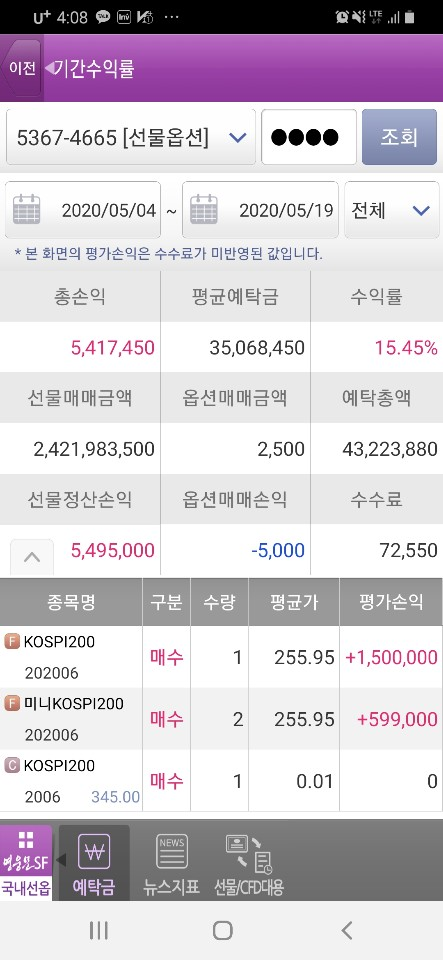 U+ 4:08 TALK ··· LTE
이전 기간수익률
5367-4665 [선물옵션] ●●●● 조회
2020/05/04 ~ 2020/05/19 전체
* 본 화면의 평가손익은 수수료가 미반영된 값입니다.
총손익 평균예탁금 수익률
5,417,450 35,068,450 15.45%
선물매매금액 옵션매매금액 예탁총액
2,421,983,500 2,500 43,223,880
선물정산손익 옵션매매손익 수수료
5,495,000 -5,000 72,550
종목명 구분 수량 평균가 평가손익
F KOSPI200
202006 매수 1 255.95 +1,500,000
F 미니KOSPI200
202006 매수 2 255.95 +599,000
C KOSPI200
2006 345.00 매수 1 0.01 0
영웅문SF
국내선옵 예탁금 NEWS 뉴스지표 선물/CFD대용